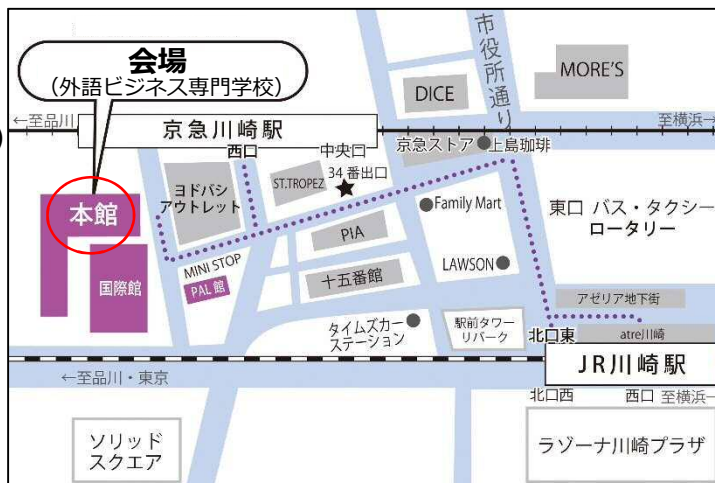 会場
(外語ビジネス専門学校)
市役所通り
MORE'S
DICE
←至品川
京急川崎駅
至横浜→
西口
中央口
34番出口
京急ストア
上島珈琲
ヨドバシ
アウトレット
ST.TROPEZ
本館
Family Mart
東口 バス・タクシー
ロータリー
PIA
国際館
MINI STOP
PAL館
LAWSON
十五番館
アゼリア地下街
タイムズカー
ステーション
駅前タワー
リバーク
北口東
atre川崎
JR川崎駅
←至品川・東京
北口西
西口
至横浜→
ソリッド
スクエア
ラゾーナ川崎プラザ